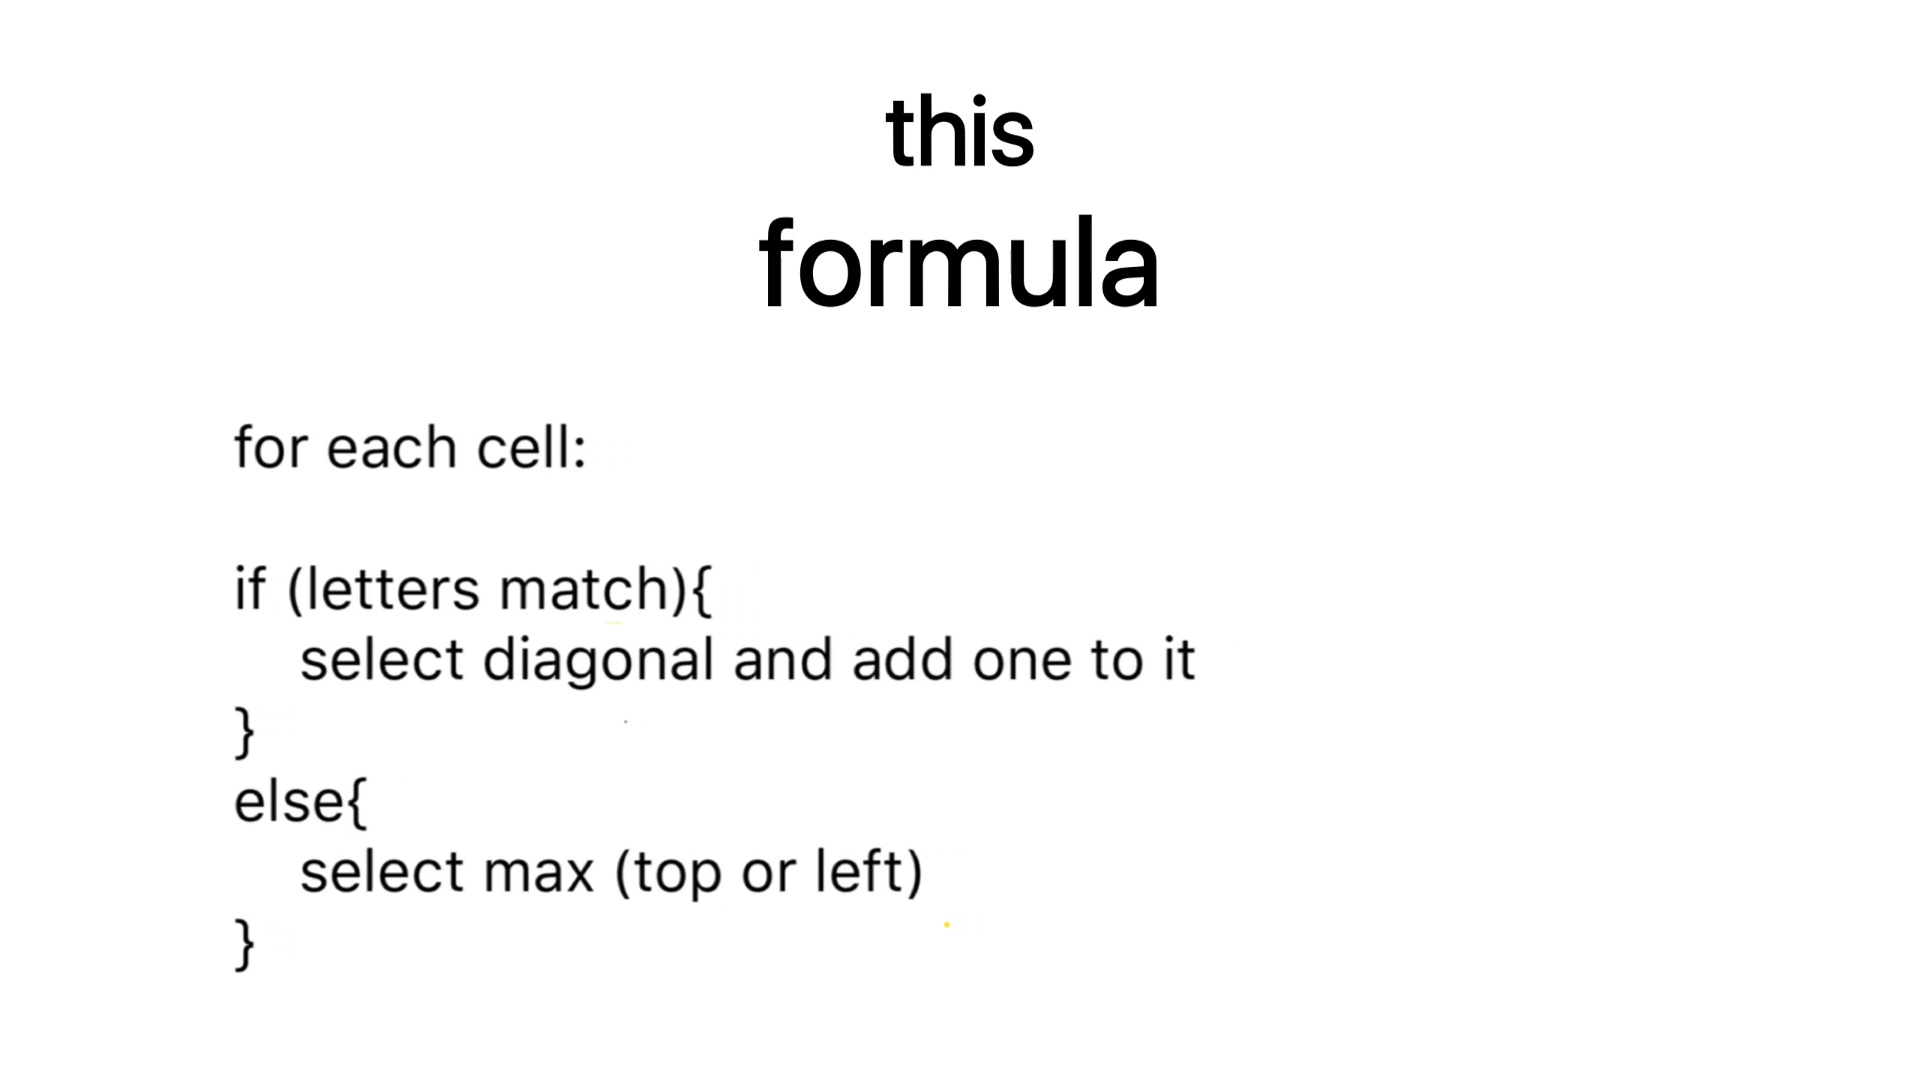 this
formula
for each cell:
if (letters match){
select diagonal and add one to it
}
else{
select max (top or left)
}